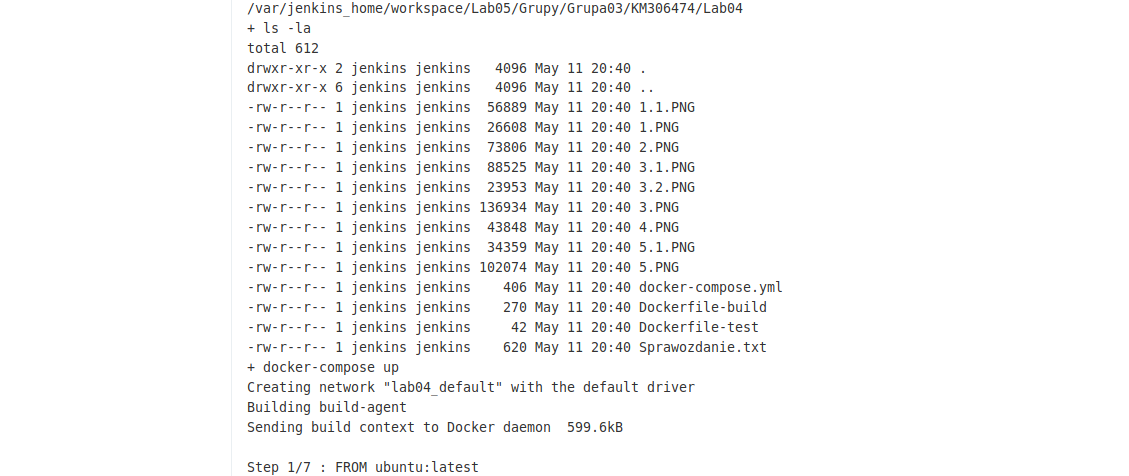 /var/jenkins_home/workspace/Lab05/Grupy/Grupa03/KM306474/Lab04
+ ls -la
total 612
drwxr-xr-x 2 jenkins jenkins   4096 May 11 20:40 .
drwxr-xr-x 6 jenkins jenkins   4096 May 11 20:40 ..
-rw-r--r-- 1 jenkins jenkins  56889 May 11 20:40 1.1.PNG
-rw-r--r-- 1 jenkins jenkins  26608 May 11 20:40 1.PNG
-rw-r--r-- 1 jenkins jenkins  73806 May 11 20:40 2.PNG
-rw-r--r-- 1 jenkins jenkins  88525 May 11 20:40 3.1.PNG
-rw-r--r-- 1 jenkins jenkins  23953 May 11 20:40 3.2.PNG
-rw-r--r-- 1 jenkins jenkins 136934 May 11 20:40 3.PNG
-rw-r--r-- 1 jenkins jenkins  43848 May 11 20:40 4.PNG
-rw-r--r-- 1 jenkins jenkins  34359 May 11 20:40 5.1.PNG
-rw-r--r-- 1 jenkins jenkins 102074 May 11 20:40 5.PNG
-rw-r--r-- 1 jenkins jenkins    406 May 11 20:40 docker-compose.yml
-rw-r--r-- 1 jenkins jenkins    270 May 11 20:40 Dockerfile-build
-rw-r--r-- 1 jenkins jenkins     42 May 11 20:40 Dockerfile-test
-rw-r--r-- 1 jenkins jenkins    620 May 11 20:40 Sprawozdanie.txt
+ docker-compose up
Creating network "lab04_default" with the default driver
Building build-agent
Sending build context to Docker daemon  599.6kB
Step 1/7 : FROM ubuntu:latest